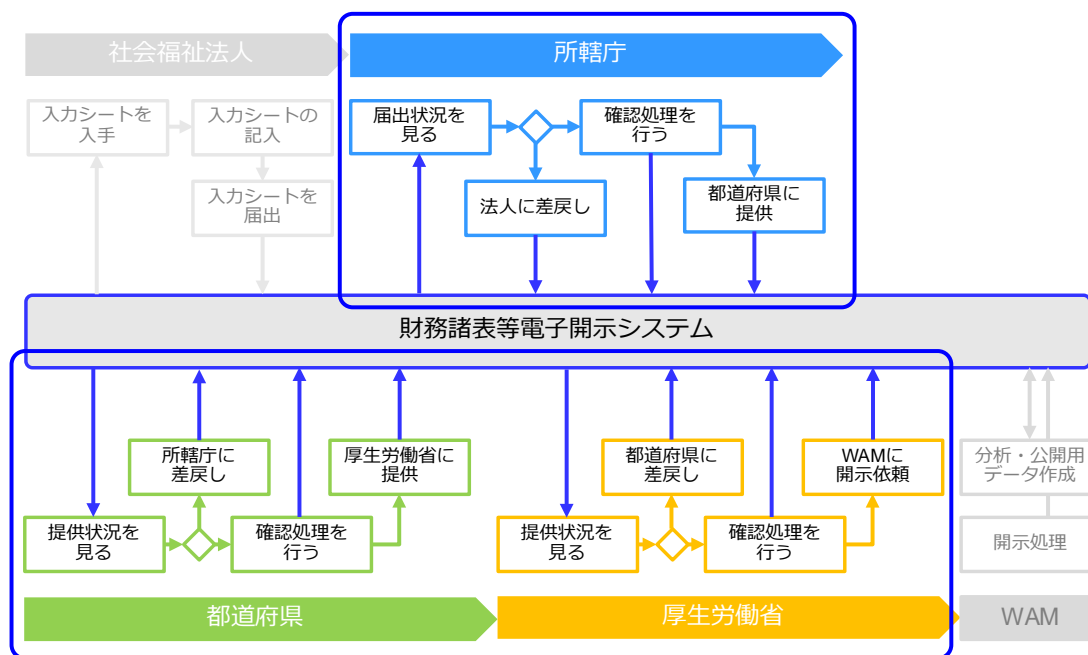 社会福祉法人
所轄庁
入力シートを
入手
入力シートの
記入
入力シートを
届出
届出状況を
見る
確認処理を
行う
法人に差戻し
都道府県に
提供
財務諸表等電子開示システム
所轄庁に
差戻し
厚生労働省に
提供
提供状況を
見る
確認処理を
行う
都道府県に
差戻し
WAMに
開示依頼
提供状況を
見る
確認処理を
行う
分析・公開用
データ作成
開示処理
都道府県
厚生労働省
WAM